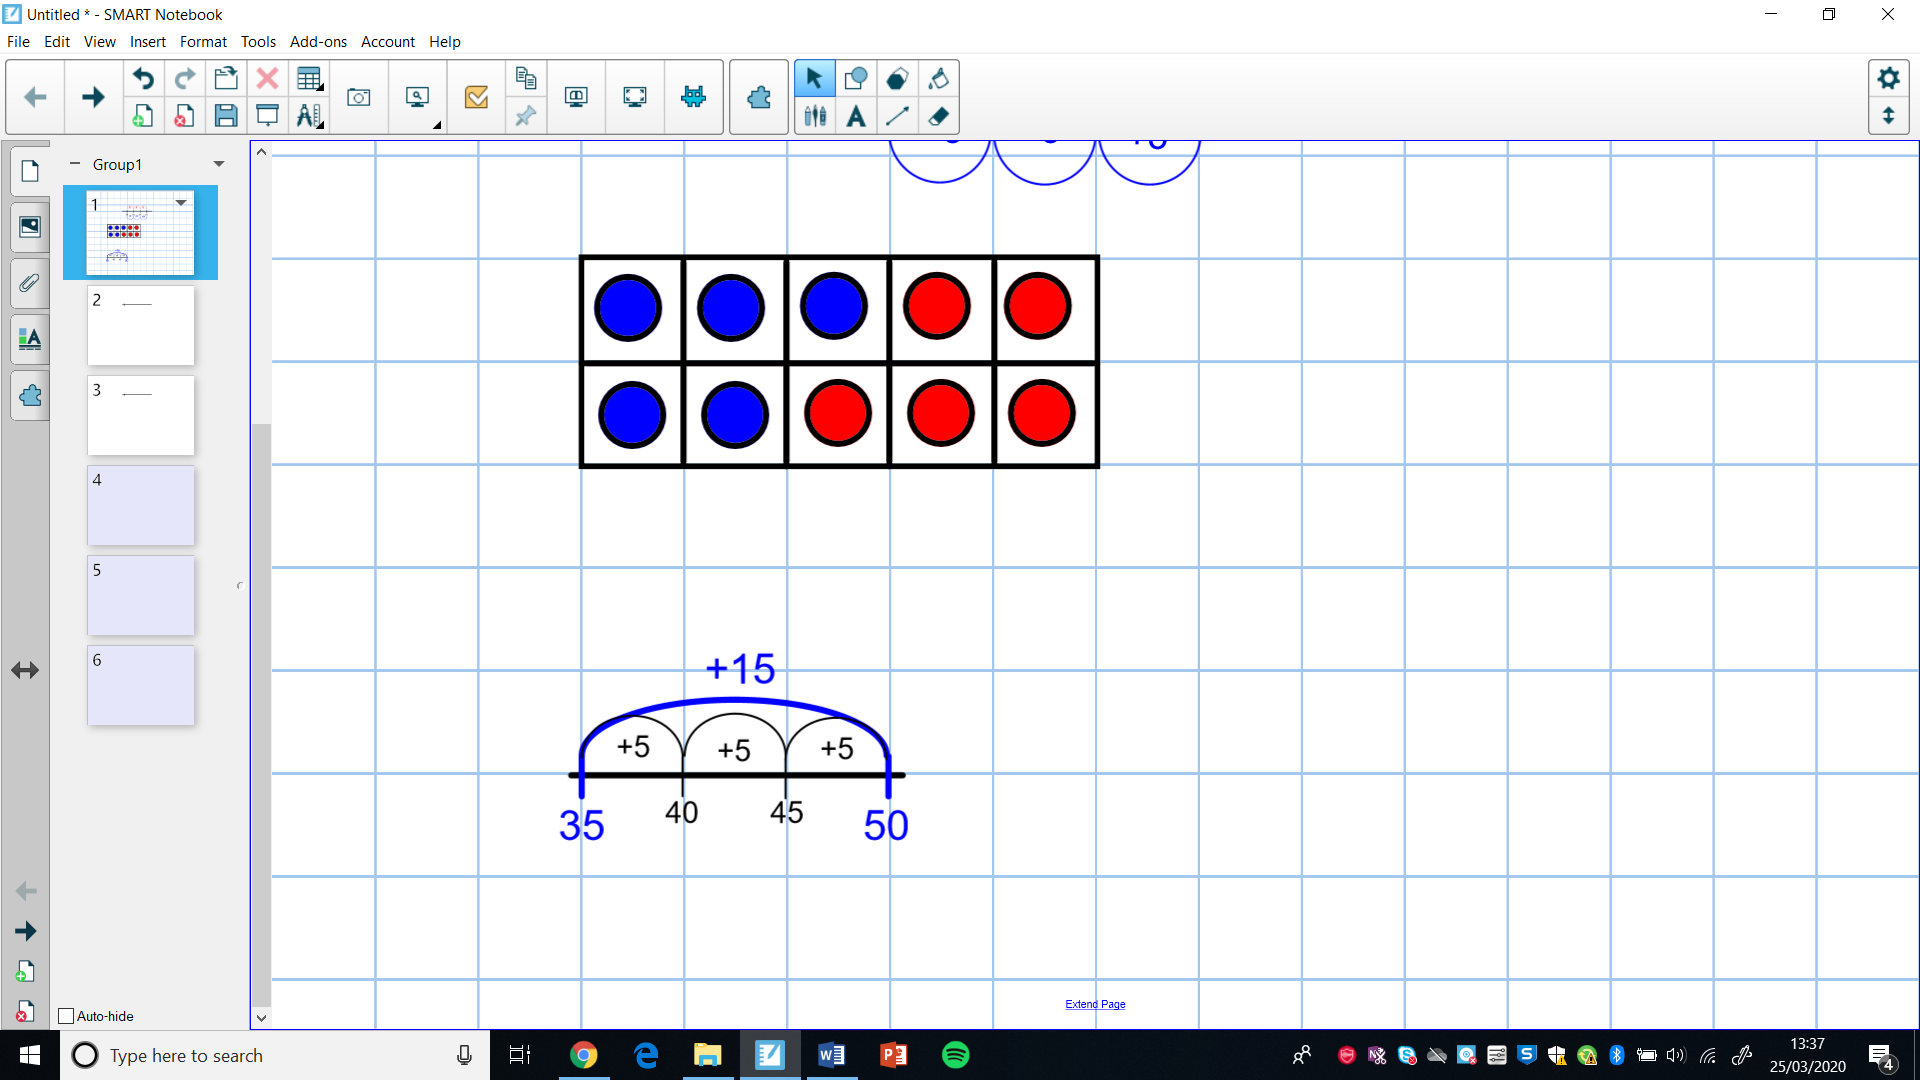 Untitled * - SMART Notebook
File Edit View Insert Format Tools Add-ons Account Help
Group1
1
2
3
4
5
6
Auto-hide
+15
+5 +5 +5
35 40 45 50
Extend Page
Type here to search
13:37
25/03/2020
4